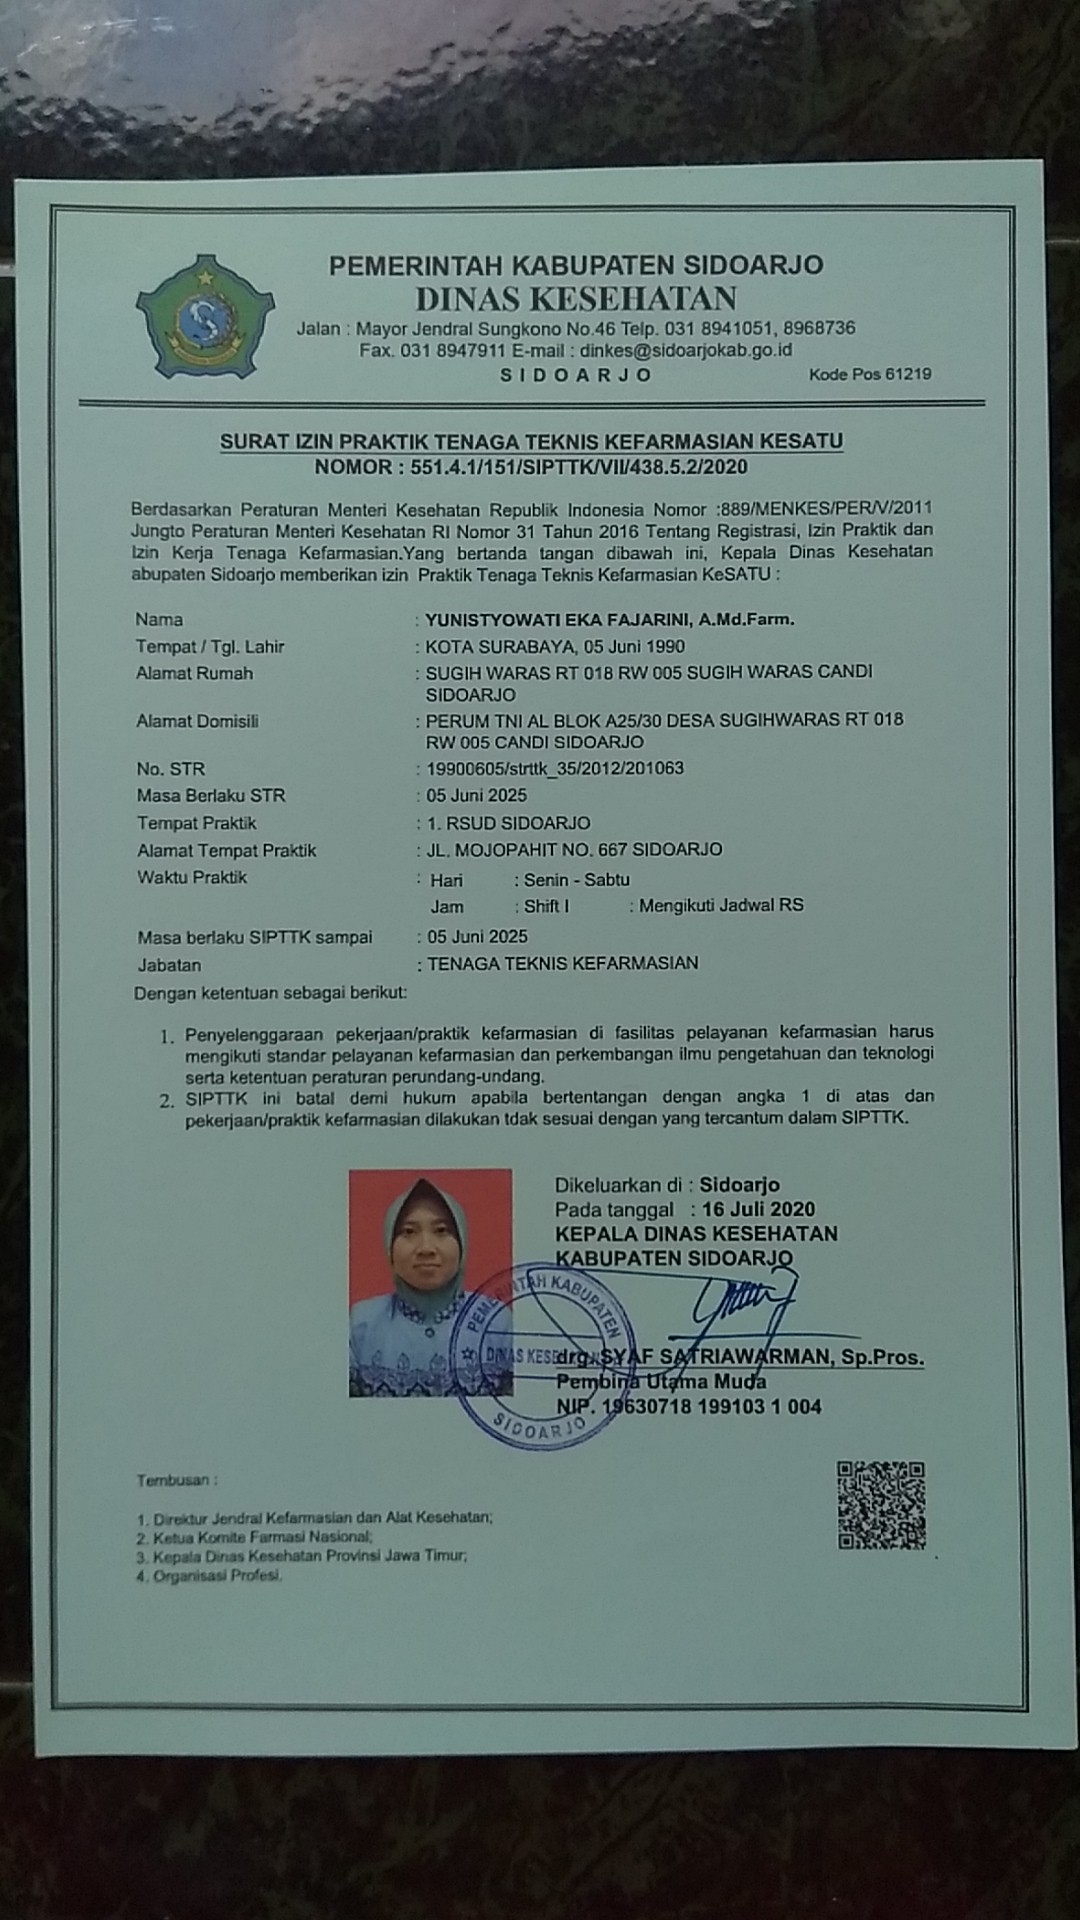 PEMERINTAH KABUPATEN SIDOARJO
DINAS KESEHATAN
Jalan : Mayor Jendral Sungkono No.46 Telp. 031 8941051, 8968736
Fax. 031 8947911 E-mail : dinkes@sidoarjokab.go.id
S I D O A R J O Kode Pos 61219
SURAT IZIN PRAKTIK TENAGA TEKNIS KEFARMASIAN KESATU
NOMOR : 551.4.1/151/SIPTTK/VII/438.5.2/2020
Berdasarkan Peraturan Menteri Kesehatan Republik Indonesia Nomor :889/MENKES/PER/V/2011
Jungto Peraturan Menteri Kesehatan RI Nomor 31 Tahun 2016 Tentang Registrasi, Izin Praktik dan
Izin Kerja Tenaga Kefarmasian.Yang bertanda tangan dibawah ini, Kepala Dinas Kesehatan
abupaten Sidoarjo memberikan izin Praktik Tenaga Teknis Kefarmasian KeSATU :
Nama : YUNISTYOWATI EKA FAJARINI, A.Md.Farm.
Tempat / Tgl. Lahir : KOTA SURABAYA, 05 Juni 1990
Alamat Rumah : SUGIH WARAS RT 018 RW 005 SUGIH WARAS CANDI
SIDOARJO
Alamat Domisili : PERUM TNI AL BLOK A25/30 DESA SUGIHWARAS RT 018
RW 005 CANDI SIDOARJO
No. STR : 19900605/strttk_35/2012/201063
Masa Berlaku STR : 05 Juni 2025
Tempat Praktik : 1. RSUD SIDOARJO
Alamat Tempat Praktik : JL. MOJOPAHIT NO. 667 SIDOARJO
Waktu Praktik : Hari : Senin - Sabtu
Jam : Shift I : Mengikuti Jadwal RS
Masa berlaku SIPTTK sampai : 05 Juni 2025
Jabatan : TENAGA TEKNIS KEFARMASIAN
Dengan ketentuan sebagai berikut:
1. Penyelenggaraan pekerjaan/praktik kefarmasian di fasilitas pelayanan kefarmasian harus
mengikuti standar pelayanan kefarmasian dan perkembangan ilmu pengetahuan dan teknologi
serta ketentuan peraturan perundang-undang.
2. SIPTTK ini batal demi hukum apabila bertentangan dengan angka 1 di atas dan
pekerjaan/praktik kefarmasian dilakukan tdak sesuai dengan yang tercantum dalam SIPTTK.
Dikeluarkan di : Sidoarjo
Pada tanggal : 16 Juli 2020
KEPALA DINAS KESEHATAN
KABUPATEN SIDOARJO
PEMERINTAH KABUPATEN
DINAS
SIDOARJO
drg. SYAF SATRIAWARMAN, Sp.Pros.
Pembina Utama Muda
NIP. 19630718 199103 1 004
Tembusan :
1. Direktur Jendral Kefarmasian dan Alat Kesehatan;
2. Ketua Komite Farmasi Nasional;
3. Kepala Dinas Kesehatan Provinsi Jawa Timur;
4. Organisasi Profesi.